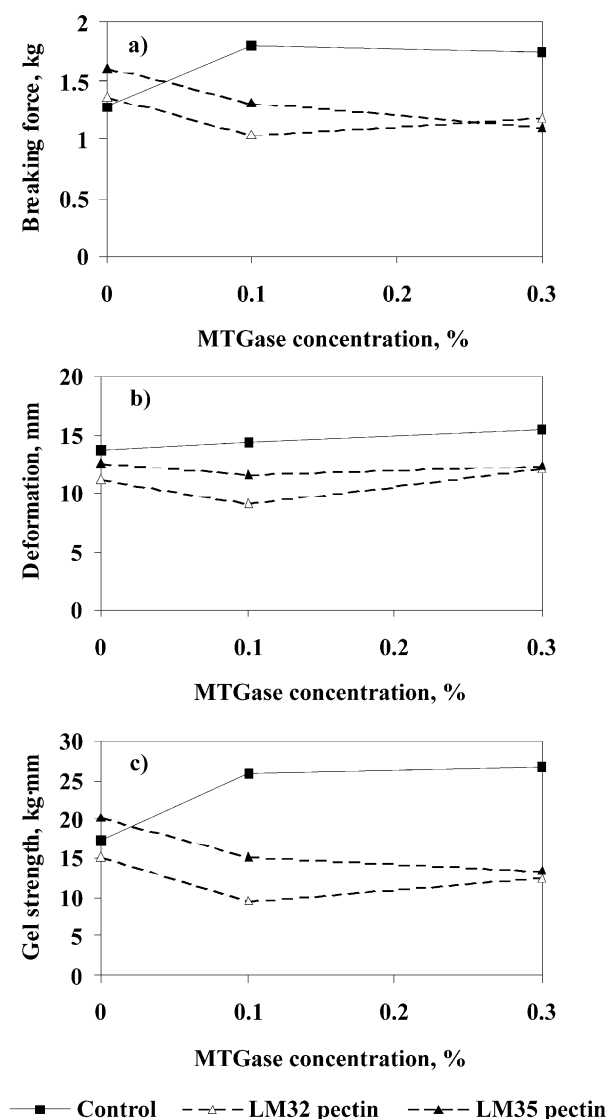 2
a)
1.5
1
0.5
0
Breaking force, kg
0 0.1 0.2 0.3
MTGase concentration, %
20
b)
15
10
5
0
Deformation, mm
0 0.1 0.2 0.3
MTGase concentration, %
30
c)
25
20
15
10
5
0
Gel strength, kg·mm
0 0.1 0.2 0.3
MTGase concentration, %
Control LM32 pectin LM35 pectin